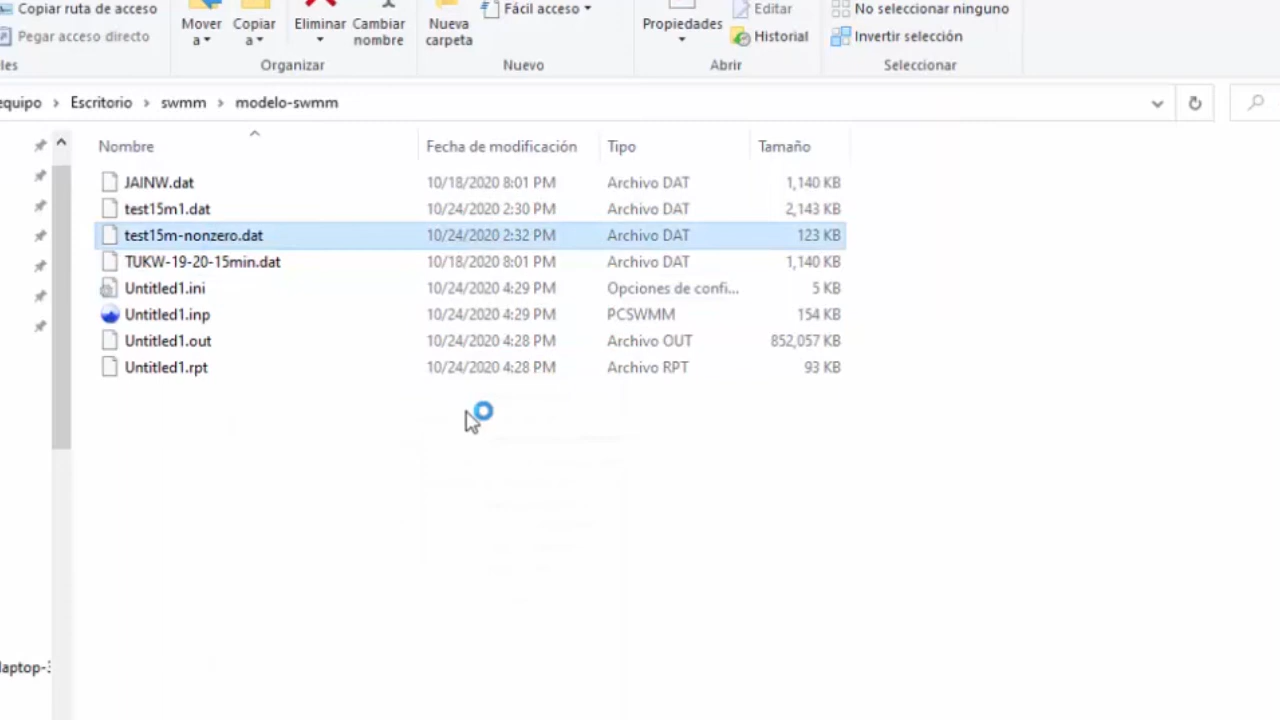 Copiar ruta de acceso
Pegar acceso directo
les
Mover a
Copiar a
Eliminar
Cambiar nombre
Organizar
Nueva carpeta
Fácil acceso
Nuevo
Propiedades
Editar
Historial
Abrir
No seleccionar ninguno
Invertir selección
Seleccionar
equipo > Escritorio > swmm > modelo-swmm
Nombre Fecha de modificación Tipo Tamaño
JAINW.dat 10/18/2020 8:01 PM Archivo DAT 1,140 KB
test15m1.dat 10/24/2020 2:30 PM Archivo DAT 2,143 KB
test15m-nonzero.dat 10/24/2020 2:32 PM Archivo DAT 123 KB
TUKW-19-20-15min.dat 10/18/2020 8:01 PM Archivo DAT 1,140 KB
Untitled1.ini 10/24/2020 4:29 PM Opciones de confi... 5 KB
Untitled1.inp 10/24/2020 4:29 PM PCSWMM 154 KB
Untitled1.out 10/24/2020 4:28 PM Archivo OUT 852,057 KB
Untitled1.rpt 10/24/2020 4:28 PM Archivo RPT 93 KB
laptop-